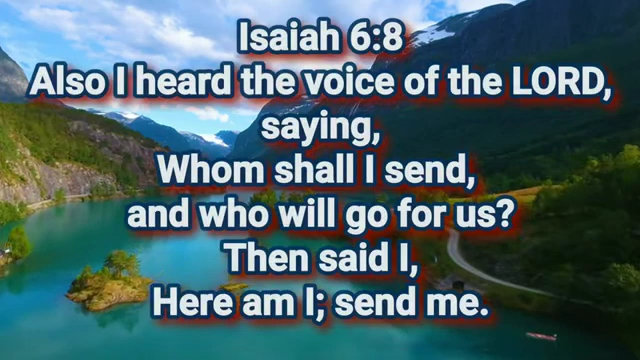 Isaiah 6:8
Also I heard the voice of the LORD,
saying,
Whom shall I send,
and who will go for us?
Then said I,
Here am I; send me.